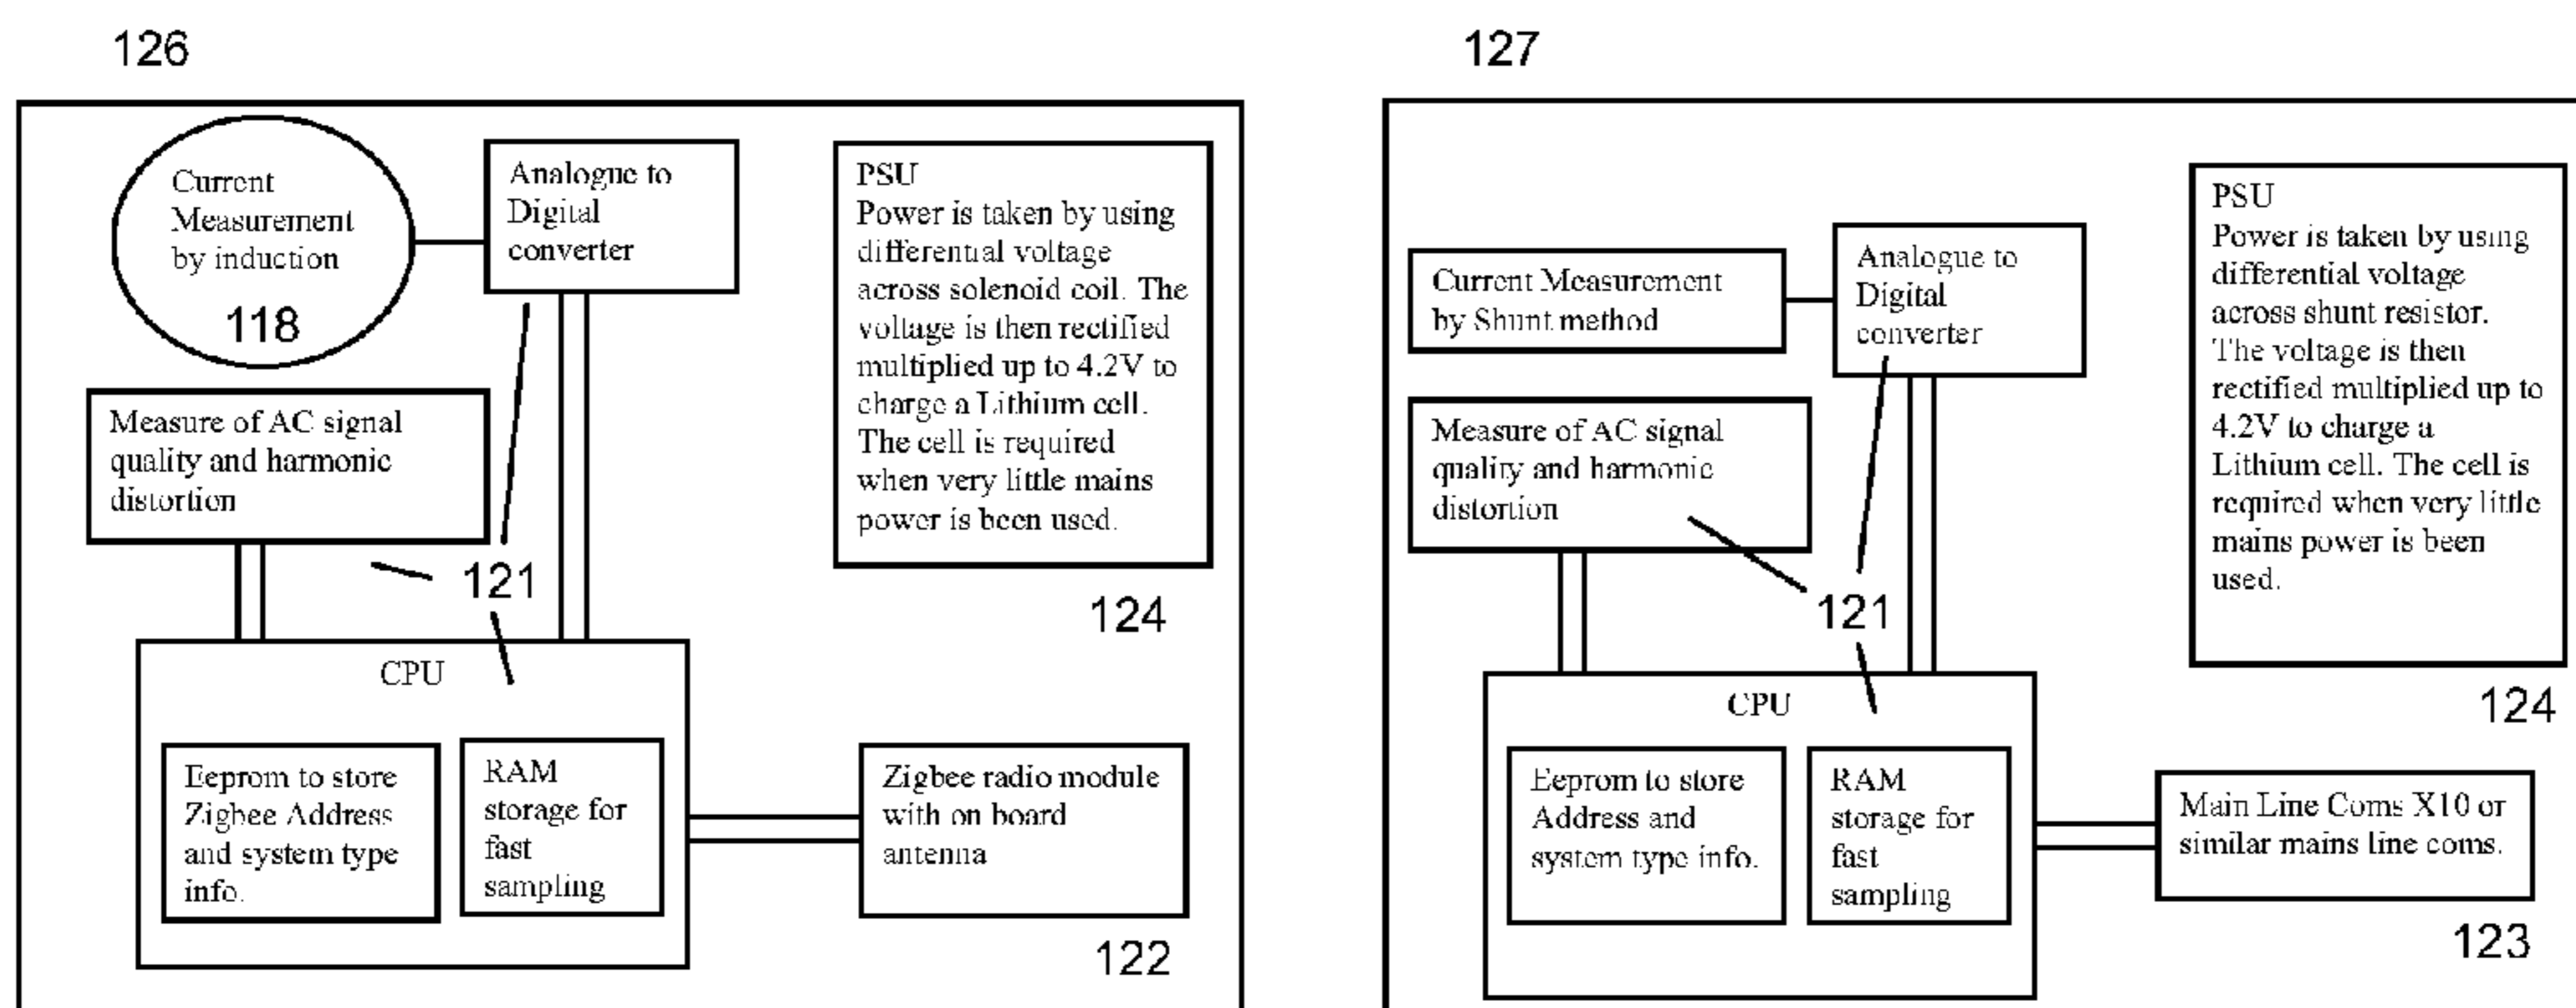 126
Current
Measurement
by induction
118
Analogue to
Digital
converter
PSU
Power is taken by using
differential voltage
across solenoid coil. The
voltage is then rectified
multiplied up to 4.2V to
charge a Lithium cell.
The cell is required
when very little mains
power is been used.
124
Measure of AC signal
quality and harmonic
distortion
121
CPU
Eeprom to store
Zigbee Address
and system type
info.
RAM
storage for
fast
sampling
Zigbee radio module
with on board
antenna
122
127
Current Measurement
by Shunt method
Analogue to
Digital
converter
PSU
Power is taken by using
differential voltage
across shunt resistor.
The voltage is then
rectified multiplied up to
4.2V to charge a
Lithium cell. The cell is
required when very little
mains power is been
used.
124
Measure of AC signal
quality and harmonic
distortion
121
CPU
Eeprom to store
Address and
system type info.
RAM
storage for
fast
sampling
Main Line Coms X10 or
similar mains line coms.
123